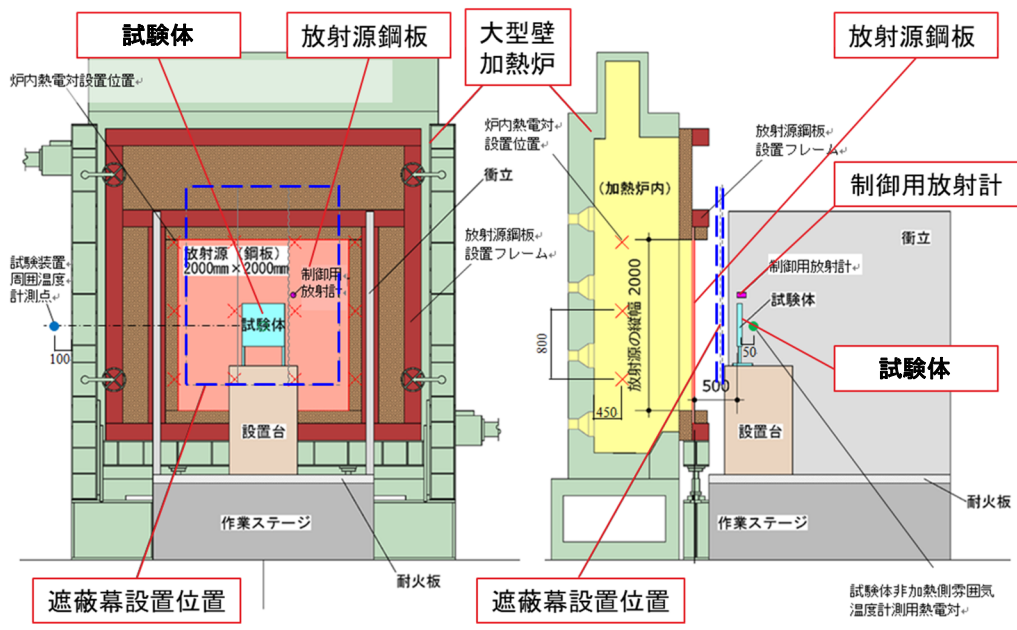 試験体
放射源鋼板
大型壁
加熱炉
放射源鋼板
炉内熱電対設置位置
炉内熱電対
設置位置
放射源鋼板
設置フレーム
衝立
(加熱炉内)
制御用放射計
放射源鋼板
設置フレーム
衝立
放射源(鋼板)
2000mm×2000mm
制御用
放射計
試験装置
周囲温度
計測点
制御用放射計
試験体
試験体
放射源の縦幅 2000
800
50
100
試験体
500
450
設置台
設置台
耐火板
作業ステージ
作業ステージ
耐火板
遮蔽幕設置位置
遮蔽幕設置位置
試験体非加熱側雰囲気
温度計測用熱電対